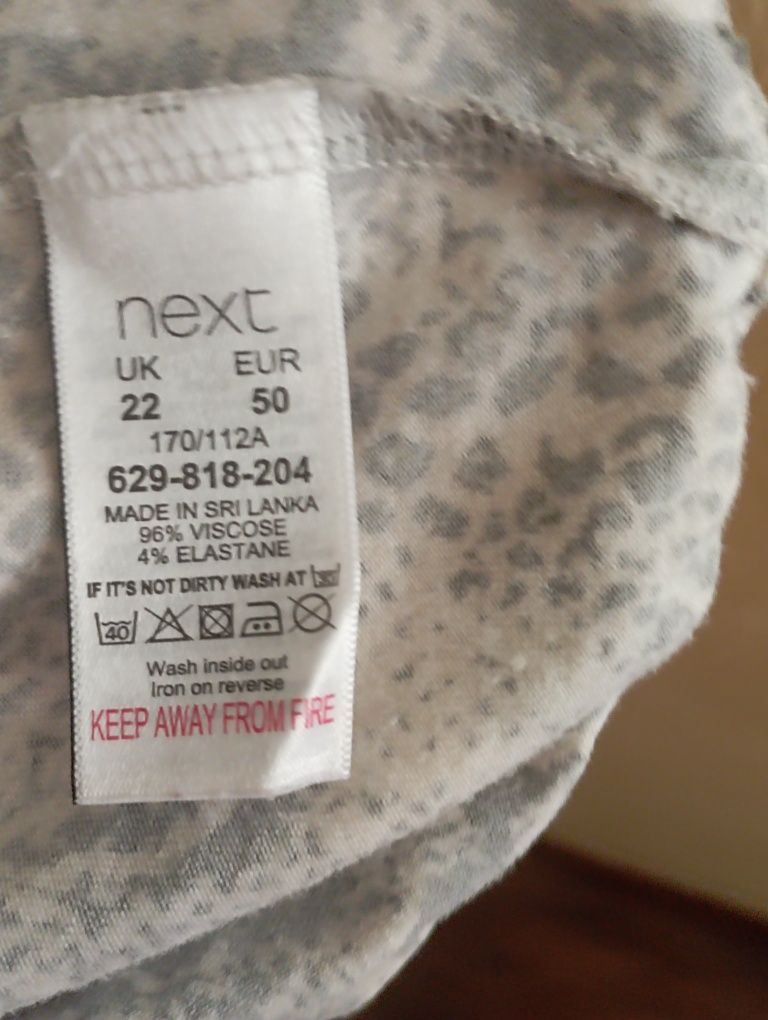 next
UK EUR
22 50
170/112A
629-818-204
MADE IN SRI LANKA
96% VISCOSE
4% ELASTANE
IF IT'S NOT DIRTY WASH AT 30
40
Wash inside out
Iron on reverse
KEEP AWAY FROM FIRE